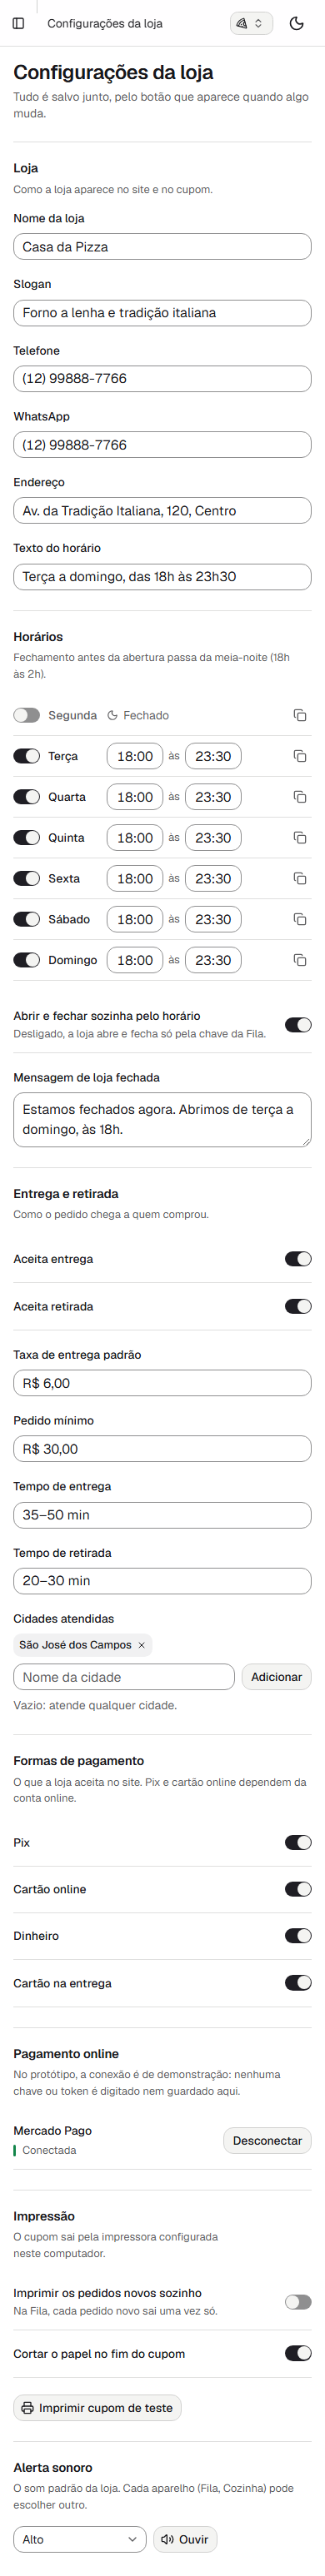 Configurações da loja
Configurações da loja
Tudo é salvo junto, pelo botão que aparece quando algo
muda.
Loja
Como a loja aparece no site e no cupom.
Nome da loja
Casa da Pizza
Slogan
Forno a lenha e tradição italiana
Telefone
(12) 99888-7766
WhatsApp
(12) 99888-7766
Endereço
Av. da Tradição Italiana, 120, Centro
Texto do horário
Terça a domingo, das 18h às 23h30
Horários
Fechamento antes da abertura passa da meia-noite (18h
às 2h).
Segunda Fechado
Terça 18:00 às 23:30
Quarta 18:00 às 23:30
Quinta 18:00 às 23:30
Sexta 18:00 às 23:30
Sábado 18:00 às 23:30
Domingo 18:00 às 23:30
Abrir e fechar sozinha pelo horário
Desligado, a loja abre e fecha só pela chave da Fila.
Mensagem de loja fechada
Estamos fechados agora. Abrimos de terça a
domingo, às 18h.
Entrega e retirada
Como o pedido chega a quem comprou.
Aceita entrega
Aceita retirada
Taxa de entrega padrão
R$ 6,00
Pedido mínimo
R$ 30,00
Tempo de entrega
35–50 min
Tempo de retirada
20–30 min
Cidades atendidas
São José dos Campos ×
Nome da cidade Adicionar
Vazio: atende qualquer cidade.
Formas de pagamento
O que a loja aceita no site. Pix e cartão online dependem da
conta online.
Pix
Cartão online
Dinheiro
Cartão na entrega
Pagamento online
No protótipo, a conexão é de demonstração: nenhuma
chave ou token é digitado nem guardado aqui.
Mercado Pago
Conectada
Desconectar
Impressão
O cupom sai pela impressora configurada
neste computador.
Imprimir os pedidos novos sozinho
Na Fila, cada pedido novo sai uma vez só.
Cortar o papel no fim do cupom
Imprimir cupom de teste
Alerta sonoro
O som padrão da loja. Cada aparelho (Fila, Cozinha) pode
escolher outro.
Alto Ouvir